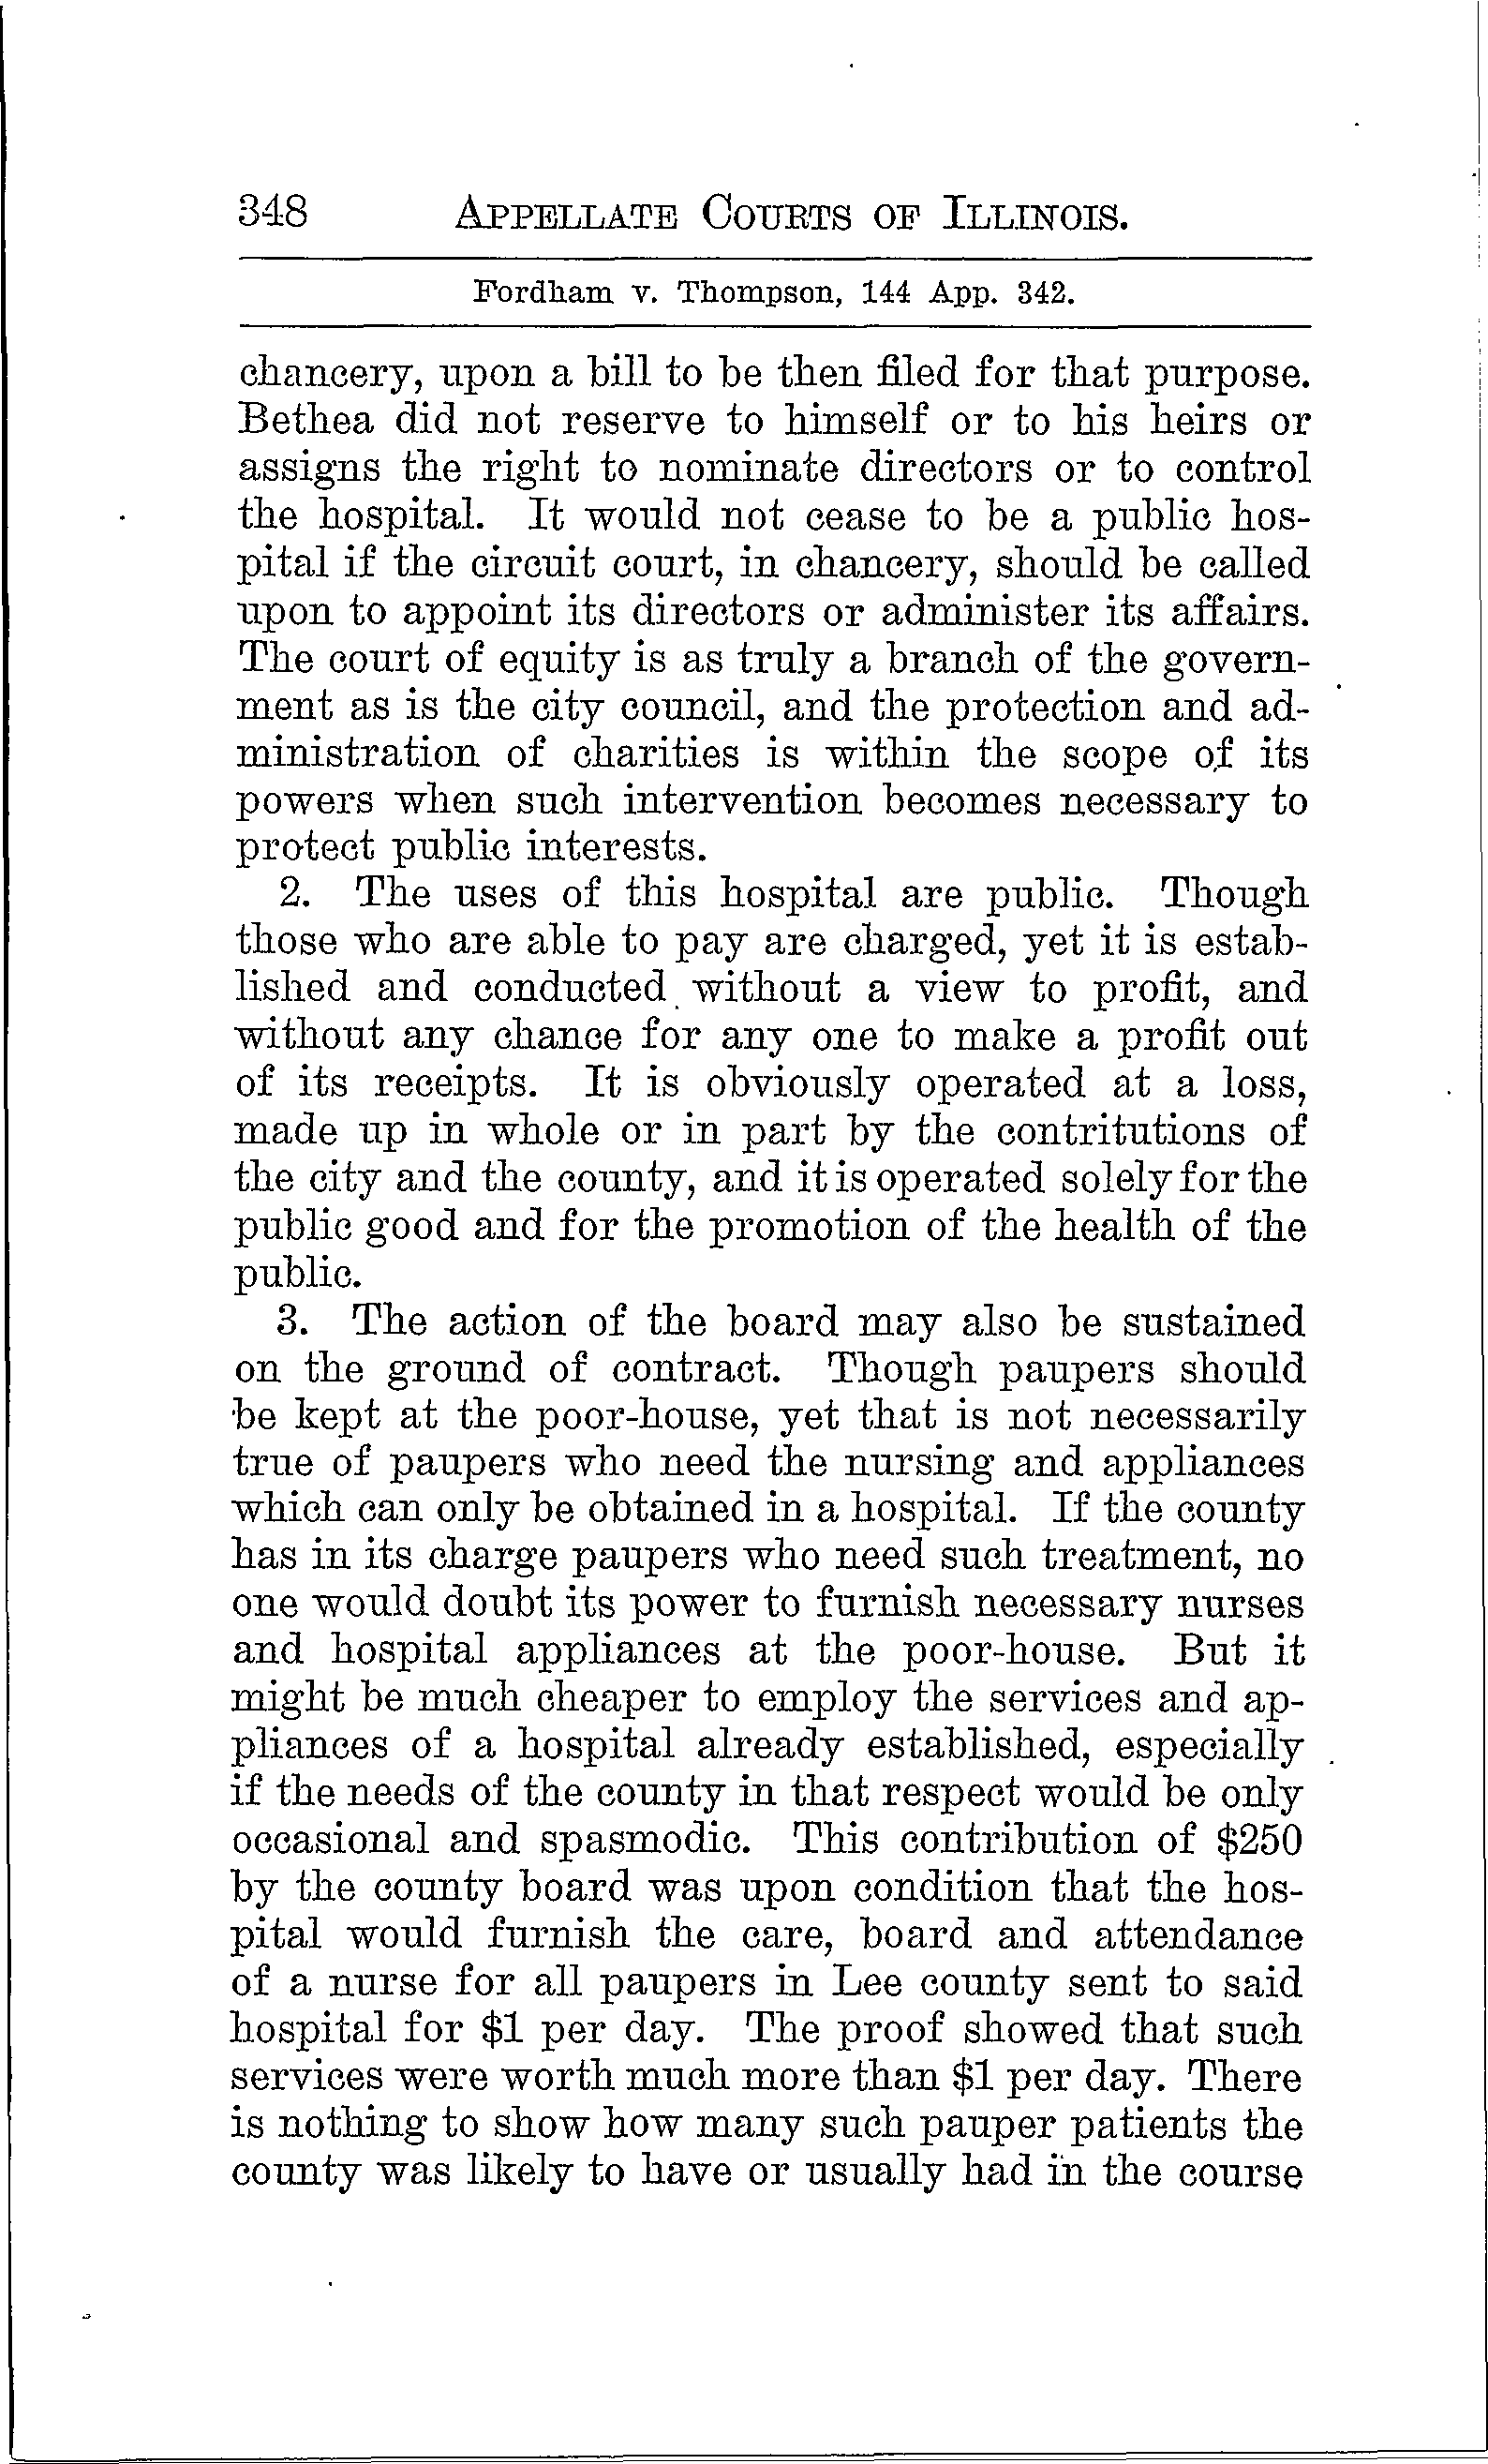 348 APPELLATE COURTS OF ILLINOIS.
Fordham v. Thompson, 144 App. 342.
chancery, upon a bill to be then filed for that purpose.
Bethea did not reserve to himself or to his heirs or
assigns the right to nominate directors or to control
the hospital. It would not cease to be a public hos-
pital if the circuit court, in chancery, should be called
upon to appoint its directors or administer its affairs.
The court of equity is as truly a branch of the govern-
ment as is the city council, and the protection and ad-
ministration of charities is within the scope of its
powers when such intervention becomes necessary to
protect public interests.
2. The uses of this hospital are public. Though
those who are able to pay are charged, yet it is estab-
lished and conducted without a view to profit, and
without any chance for any one to make a profit out
of its receipts. It is obviously operated at a loss,
made up in whole or in part by the contritutions of
the city and the county, and it is operated solely for the
public good and for the promotion of the health of the
public.
3. The action of the board may also be sustained
on the ground of contract. Though paupers should
be kept at the poor-house, yet that is not necessarily
true of paupers who need the nursing and appliances
which can only be obtained in a hospital. If the county
has in its charge paupers who need such treatment, no
one would doubt its power to furnish necessary nurses
and hospital appliances at the poor-house. But it
might be much cheaper to employ the services and ap-
pliances of a hospital already established, especially
if the needs of the county in that respect would be only
occasional and spasmodic. This contribution of $250
by the county board was upon condition that the hos-
pital would furnish the care, board and attendance
of a nurse for all paupers in Lee county sent to said
hospital for $1 per day. The proof showed that such
services were worth much more than $1 per day. There
is nothing to show how many such pauper patients the
county was likely to have or usually had in the course